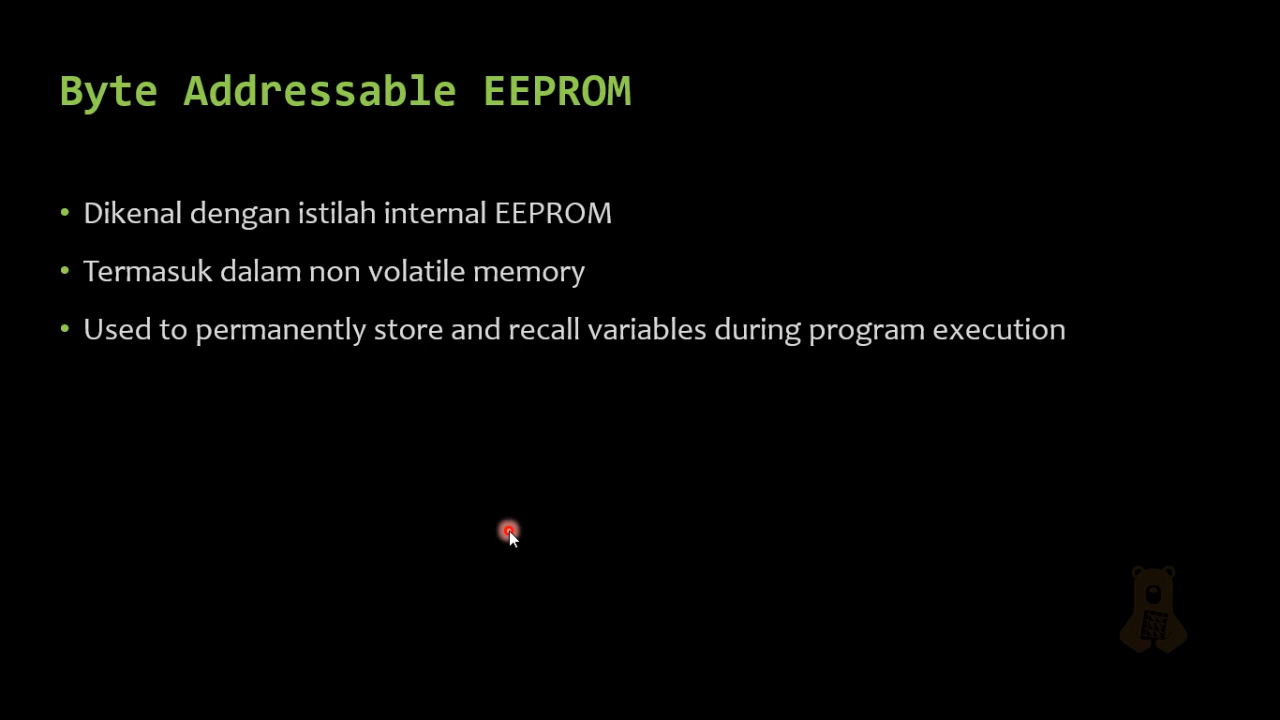 Byte Addressable EEPROM
• Dikenal dengan istilah internal EEPROM
• Termasuk dalam non volatile memory
• Used to permanently store and recall variables during program execution